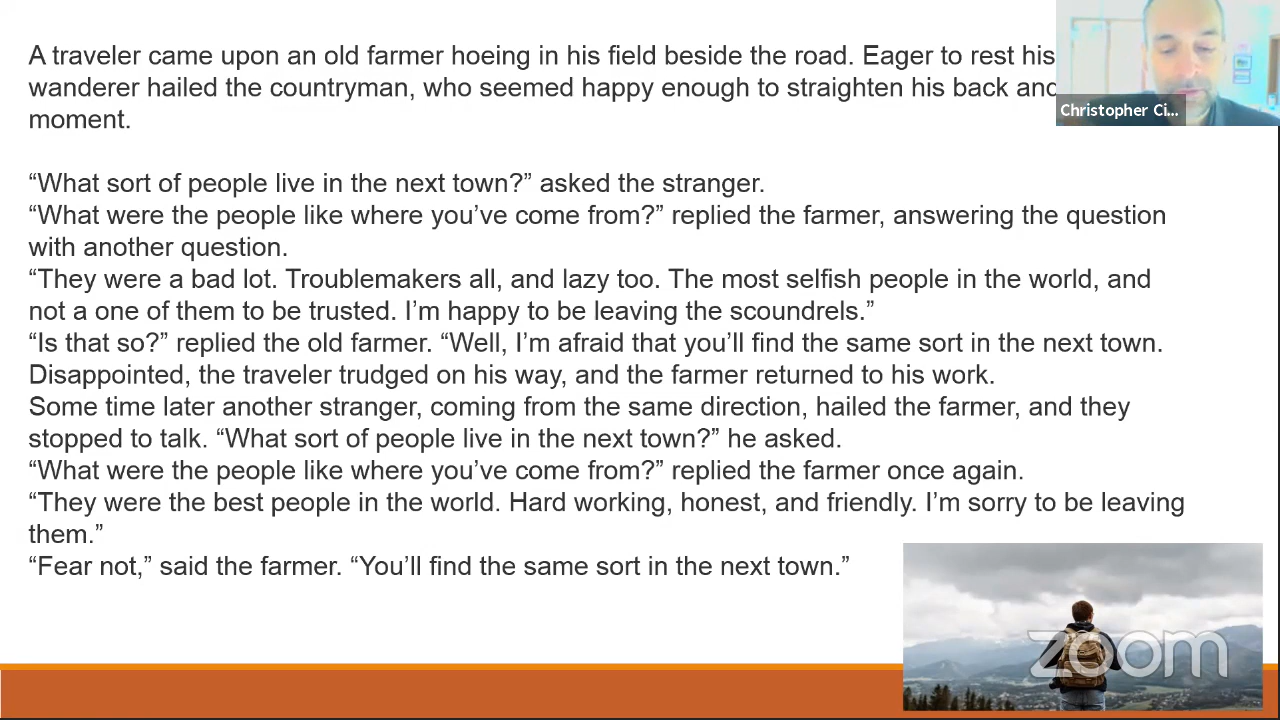 A traveler came upon an old farmer hoeing in his field beside the road. Eager to rest his
wanderer hailed the countryman, who seemed happy enough to straighten his back and
moment.
“What sort of people live in the next town?” asked the stranger.
“What were the people like where you’ve come from?” replied the farmer, answering the question
with another question.
“They were a bad lot. Troublemakers all, and lazy too. The most selfish people in the world, and
not a one of them to be trusted. I’m happy to be leaving the scoundrels.”
“Is that so?” replied the old farmer. “Well, I’m afraid that you’ll find the same sort in the next town.
Disappointed, the traveler trudged on his way, and the farmer returned to his work.
Some time later another stranger, coming from the same direction, hailed the farmer, and they
stopped to talk. “What sort of people live in the next town?” he asked.
“What were the people like where you’ve come from?” replied the farmer once again.
“They were the best people in the world. Hard working, honest, and friendly. I’m sorry to be leaving
them.”
“Fear not,” said the farmer. “You’ll find the same sort in the next town.”
Christopher Ci...
zoom